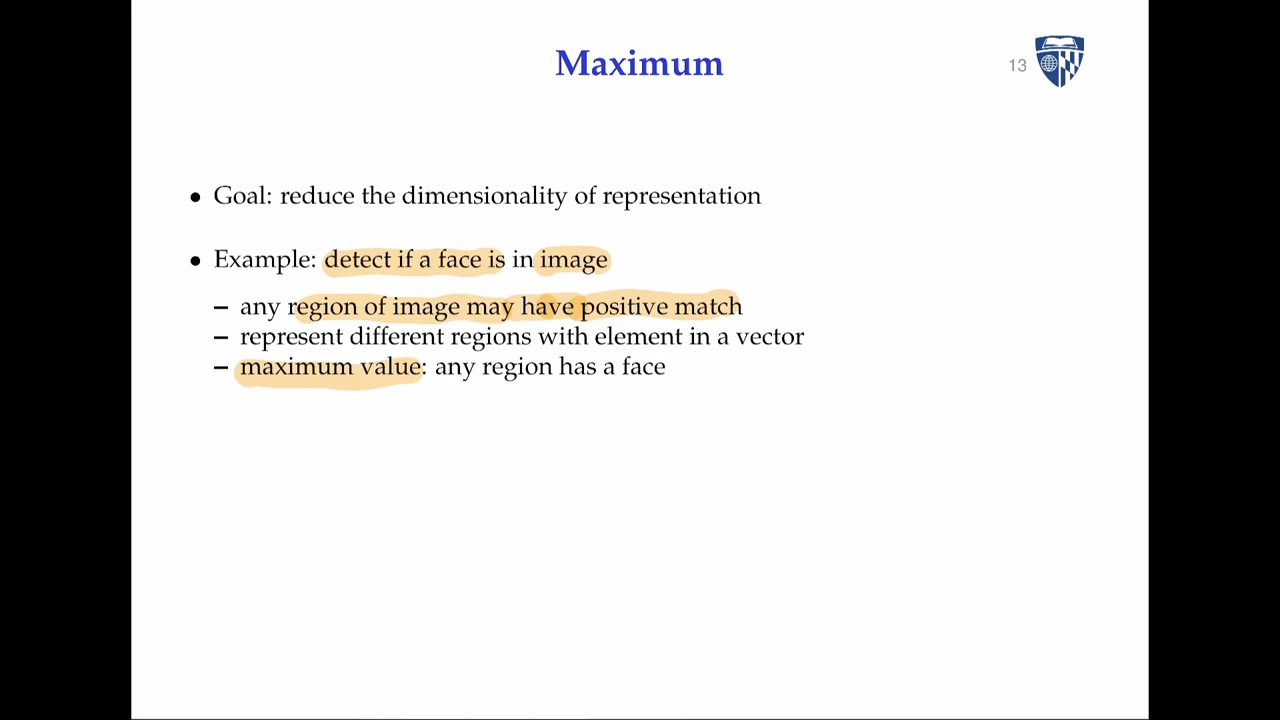 Maximum
13
• Goal: reduce the dimensionality of representation
• Example: detect if a face is in image
– any region of image may have positive match
– represent different regions with element in a vector
– maximum value: any region has a face